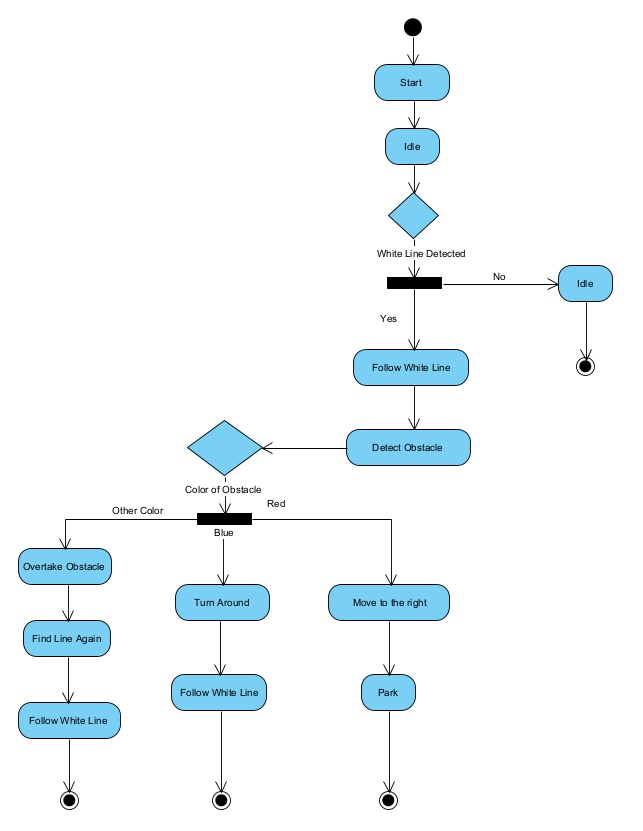 Start
Idle
White Line Detected
No
Idle
Yes
Follow White Line
Detect Obstacle
Color of Obstacle
Red
Other Color
Blue
Overtake Obstacle
Turn Around
Move to the right
Find Line Again
Follow White Line
Park
Follow White Line